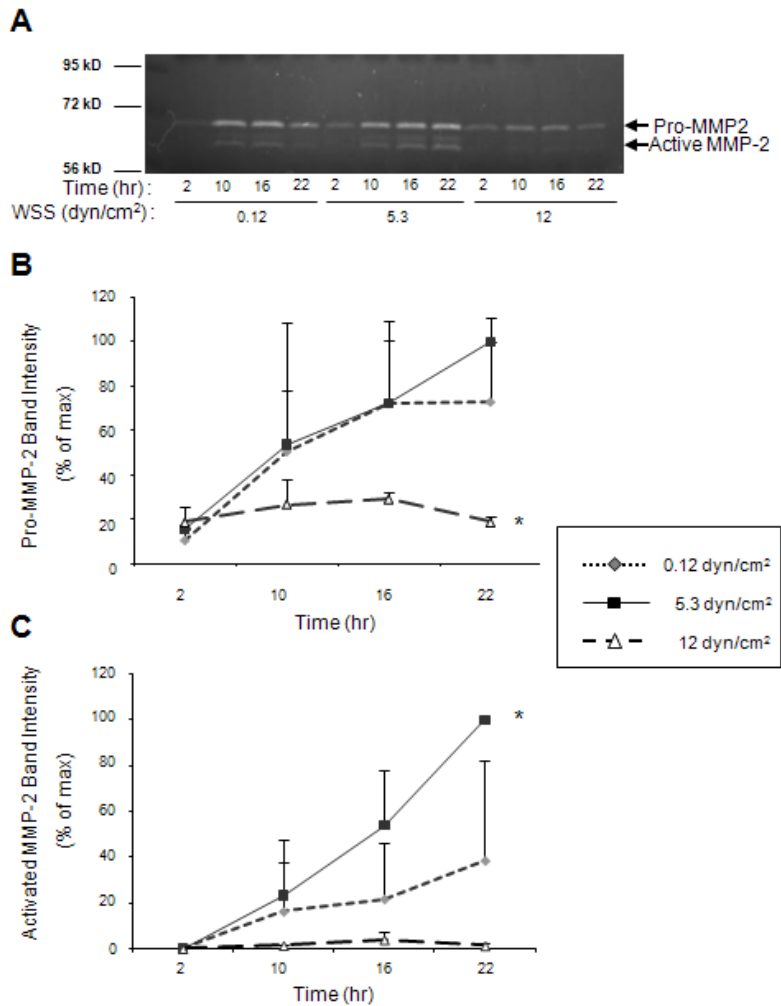 A
95 kD
72 kD
Pro-MMP2
Active MMP-2
56 kD
Time (hr) : 2 10 16 22 2 10 16 22 2 10 16 22
WSS (dyn/cm²) : 0.12 5.3 12
B
Pro-MMP-2 Band Intensity
(% of max)
120
100
80
60
40
20
0
*
2 10 16 22
Time (hr)
0.12 dyn/cm²
5.3 dyn/cm²
12 dyn/cm²
C
Activated MMP-2 Band Intensity
(% of max)
120
100
80
60
40
20
0
*
2 10 16 22
Time (hr)